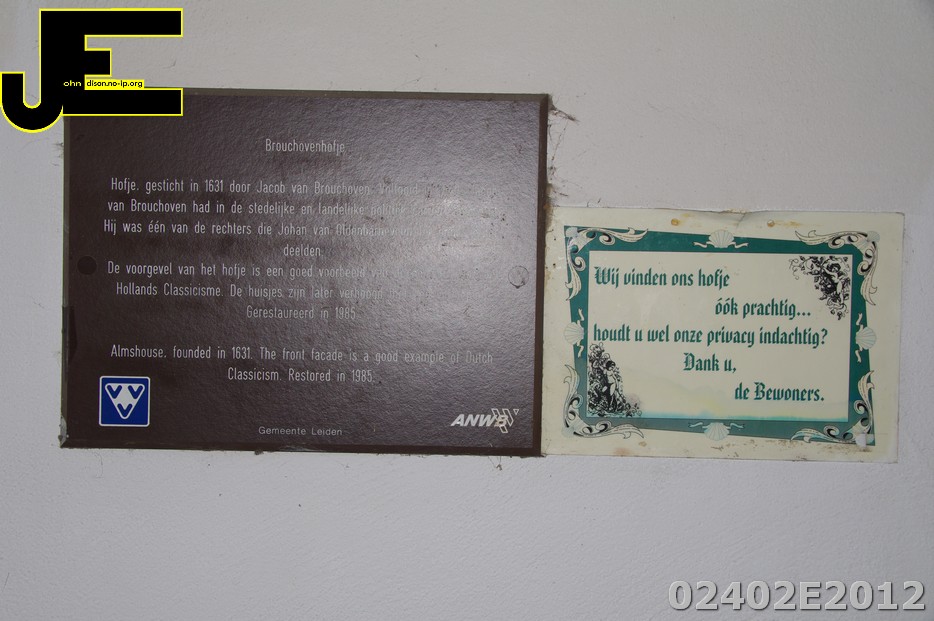 JE
ohn dison.no-ip.org
Brouchovenhofje.
Hofje, gesticht in 1631 door Jacob van Brouchoven.
van Brouchoven had in de stedelijke en landelijke
Hij was één van de rechters die Johan van
deelden.
De voorgevel van het hofje is een goed voorbeeld
Hollands Classicisme. De huisjes zijn later verhoogd
Gerestaureerd in 1985.
Almshouse, founded in 1631. The front facade is a good example of Dutch
Classicism. Restored in 1985.
VVV
Gemeente Leiden
ANWB
Wij vinden ons hofje
óók prachtig...
houdt u wel onze privacy indachtig?
Dank u,
de Bewoners.
02402E2012